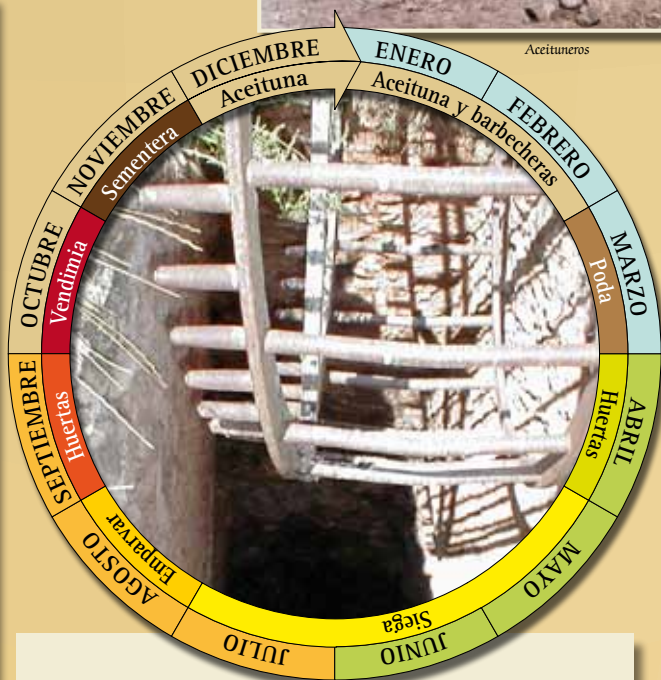 Aceituneros
ENERO
FEBRERO
MARZO
ABRIL
MAYO
JUNIO
JULIO
AGOSTO
SEPTIEMBRE
OCTUBRE
NOVIEMBRE
DICIEMBRE
Aceituna y barbecheras
Poda
Huertas
Siega
Emparvar
Huertas
Vendimia
Sementera
Aceituna